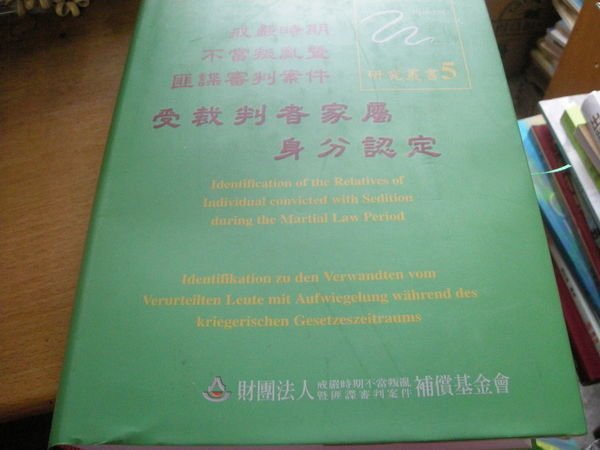 戒嚴時期
不當叛亂暨
匪諜審判案件
研究叢書5
受裁判者家屬
身分認定
Identification of the Relatives of
Individual convicted with Sedition
during the Martial Law Period
Identifikation zu den Verwandten vom
Verurteilten Leute mit Aufwiegelung während des
kriegerischen Gesetzeszeitraums
財團法人戒嚴時期不當叛亂暨匪諜審判案件補償基金會